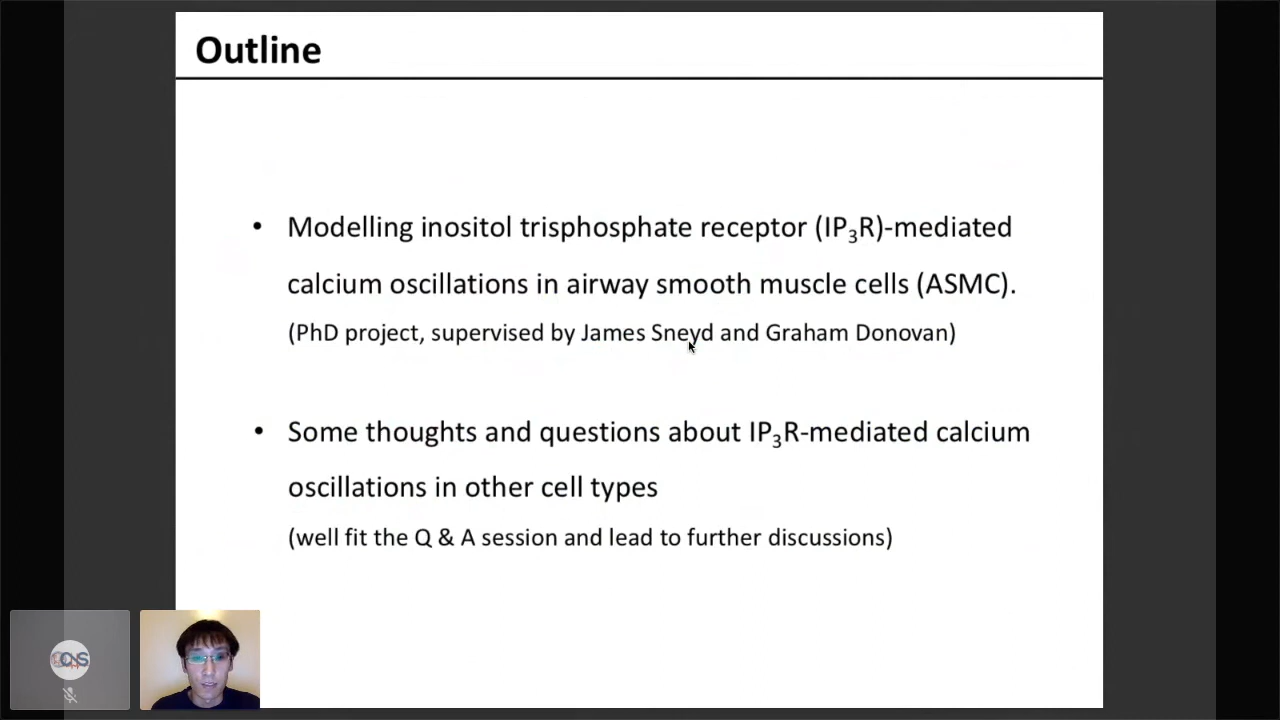 Outline
• Modelling inositol trisphosphate receptor (IP₃R)-mediated
calcium oscillations in airway smooth muscle cells (ASMC).
(PhD project, supervised by James Sneyd and Graham Donovan)
• Some thoughts and questions about IP₃R-mediated calcium
oscillations in other cell types
(well fit the Q & A session and lead to further discussions)